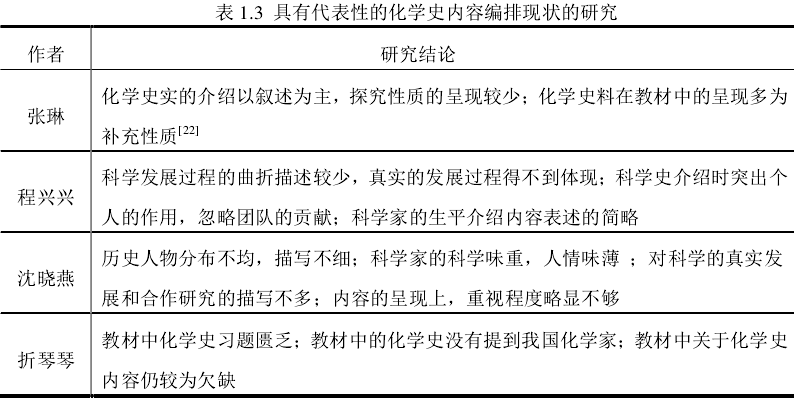 表 1.3 具有代表性的化学史内容编排现状的研究
作者 研究结论
化学史实的介绍以叙述为主，探究性质的呈现较少；化学史料在教材中的呈现多为
张琳
补充性质[22]
科学发展过程的曲折描述较少，真实的发展过程得不到体现；科学史介绍时突出个
程兴兴
人的作用，忽略团队的贡献；科学家的生平介绍内容表述的简略
历史人物分布不均，描写不细；科学家的科学味重，人情味薄 ；对科学的真实发
沈晓燕
展和合作研究的描写不多；内容的呈现上，重视程度略显不够
教材中化学史习题匮乏；教材中的化学史没有提到我国化学家；教材中关于化学史
折琴琴
内容仍较为欠缺